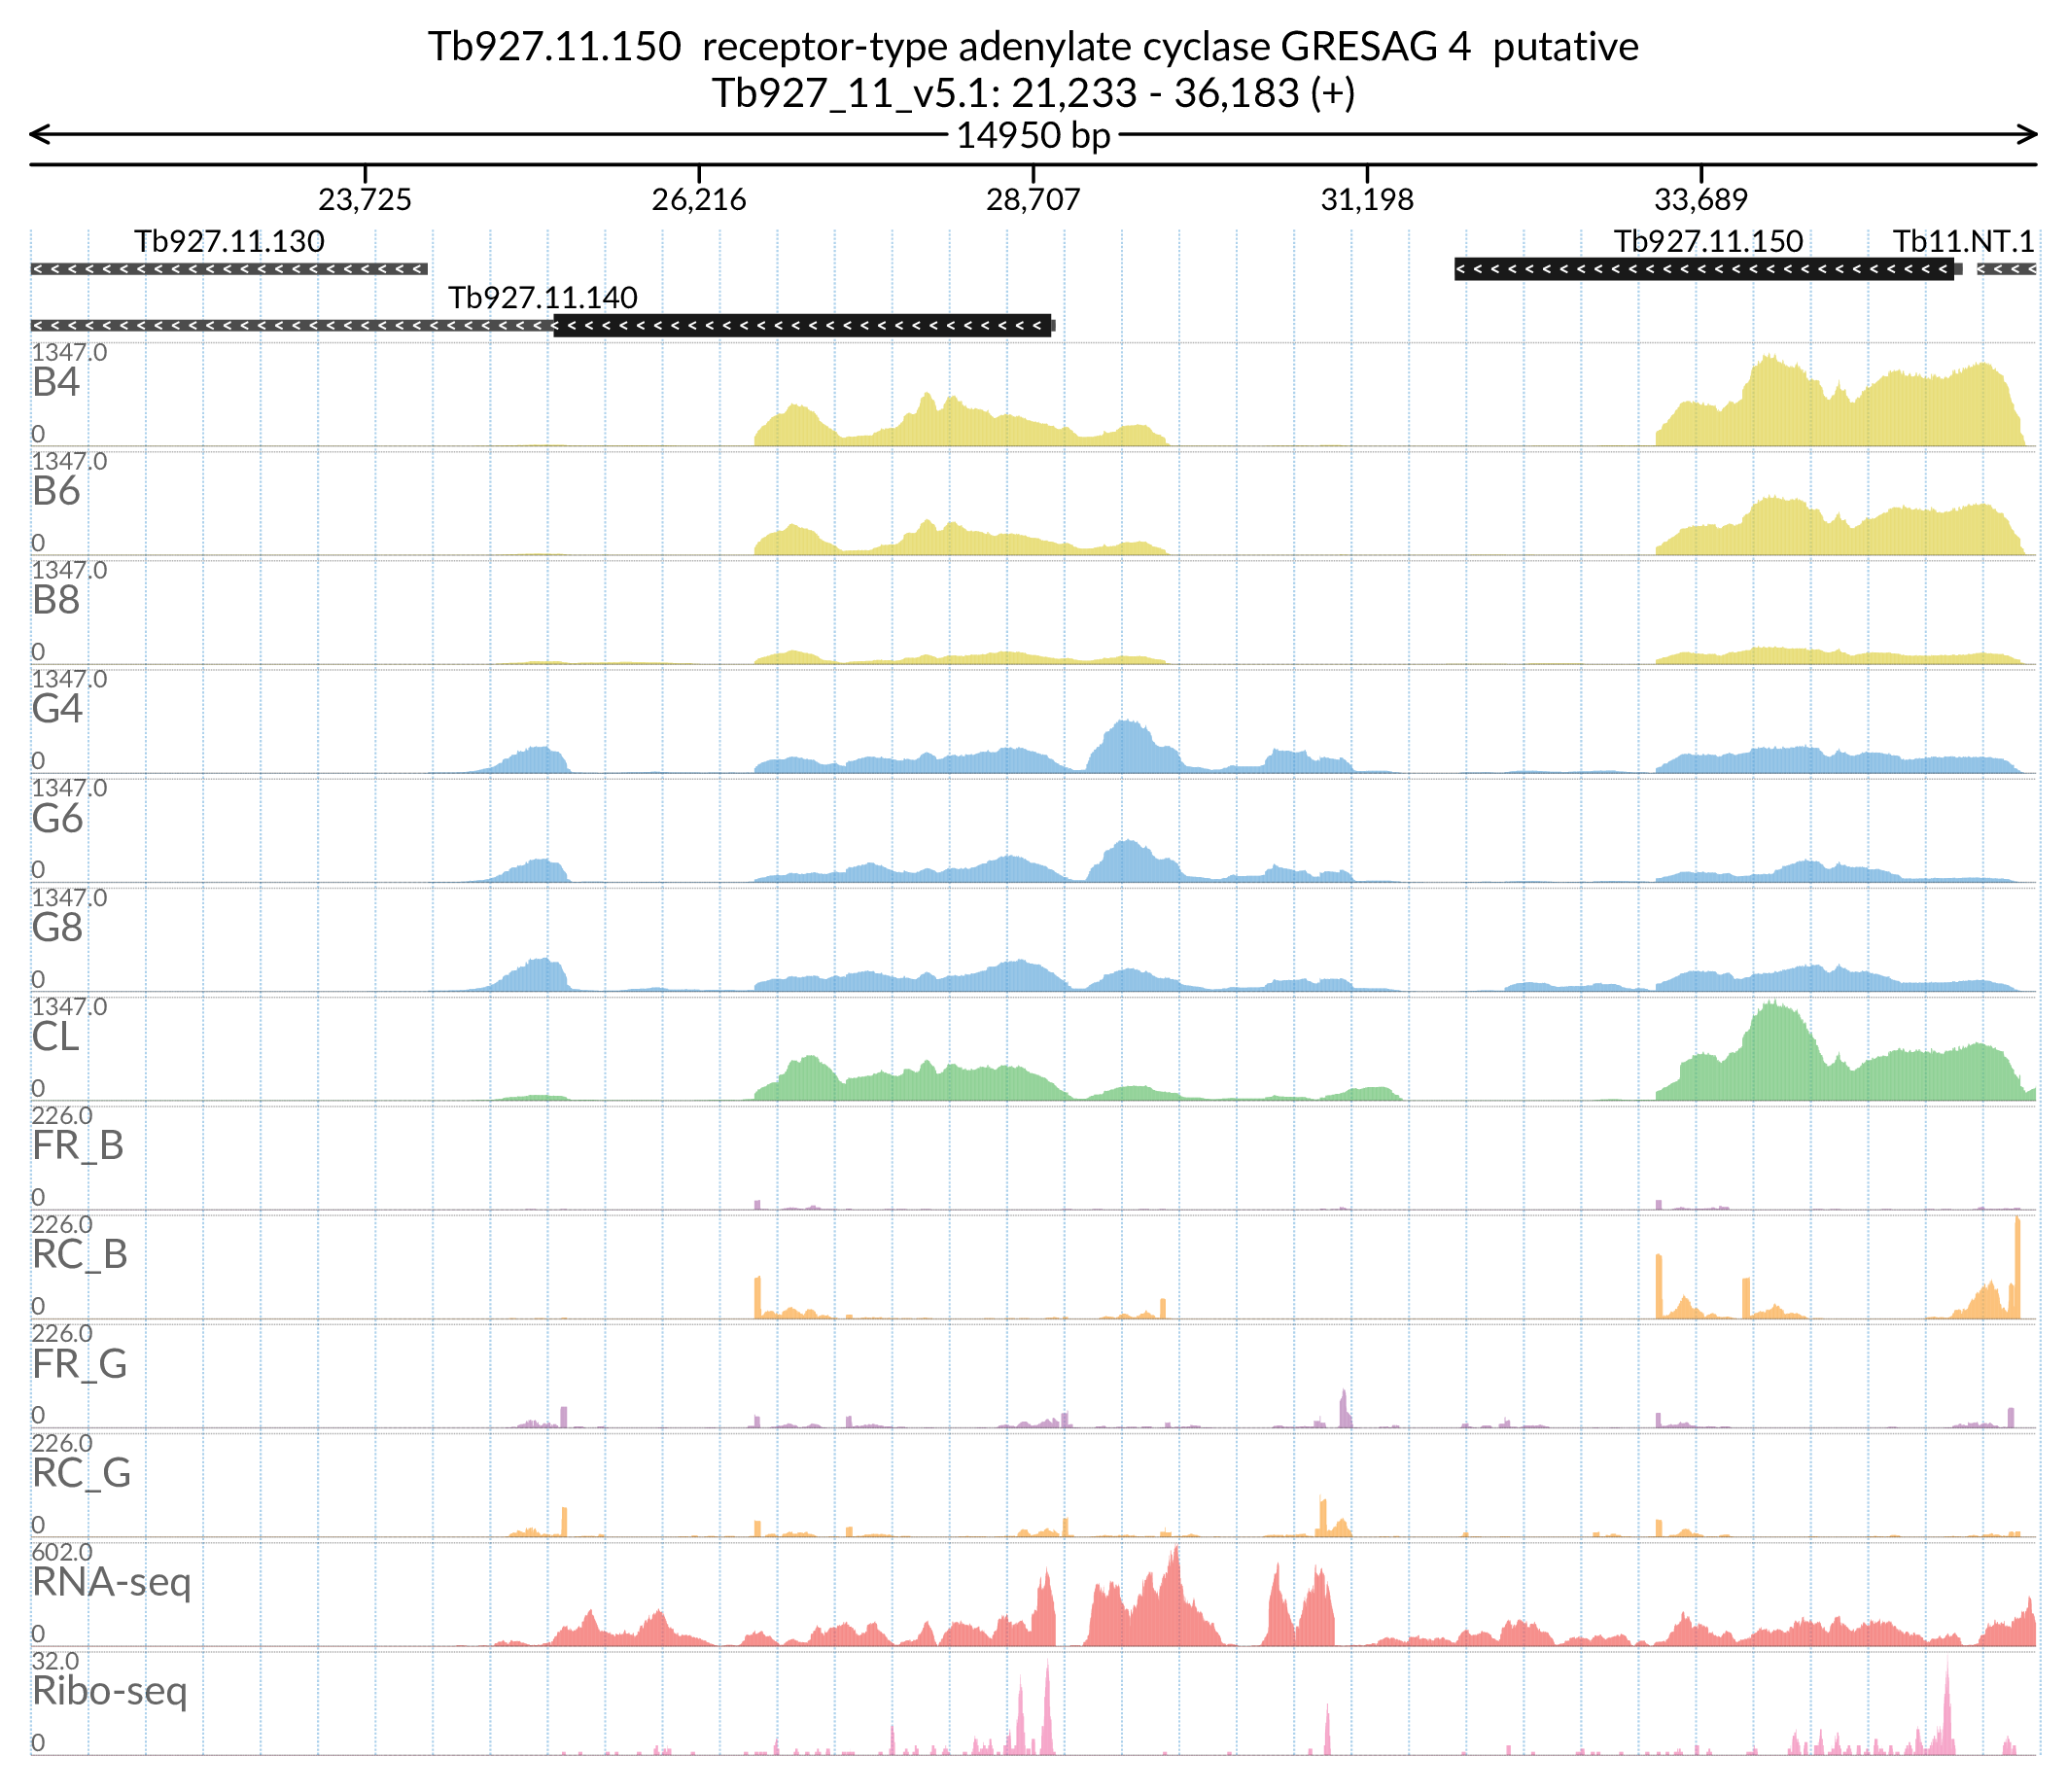 Tb927.11.150  receptor-type adenylate cyclase GRESAG 4  putative
Tb927_11_v5.1: 21,233 - 36,183 (+)
14950 bp
23,725 26,216 28,707 31,198 33,689
Tb927.11.130 Tb927.11.150 Tb11.NT.1
Tb927.11.140
1347.0
B4
0
1347.0
B6
0
1347.0
B8
0
1347.0
G4
0
1347.0
G6
0
1347.0
G8
0
1347.0
CL
0
226.0
FR_B
0
226.0
RC_B
0
226.0
FR_G
0
226.0
RC_G
0
602.0
RNA-seq
0
32.0
Ribo-seq
0